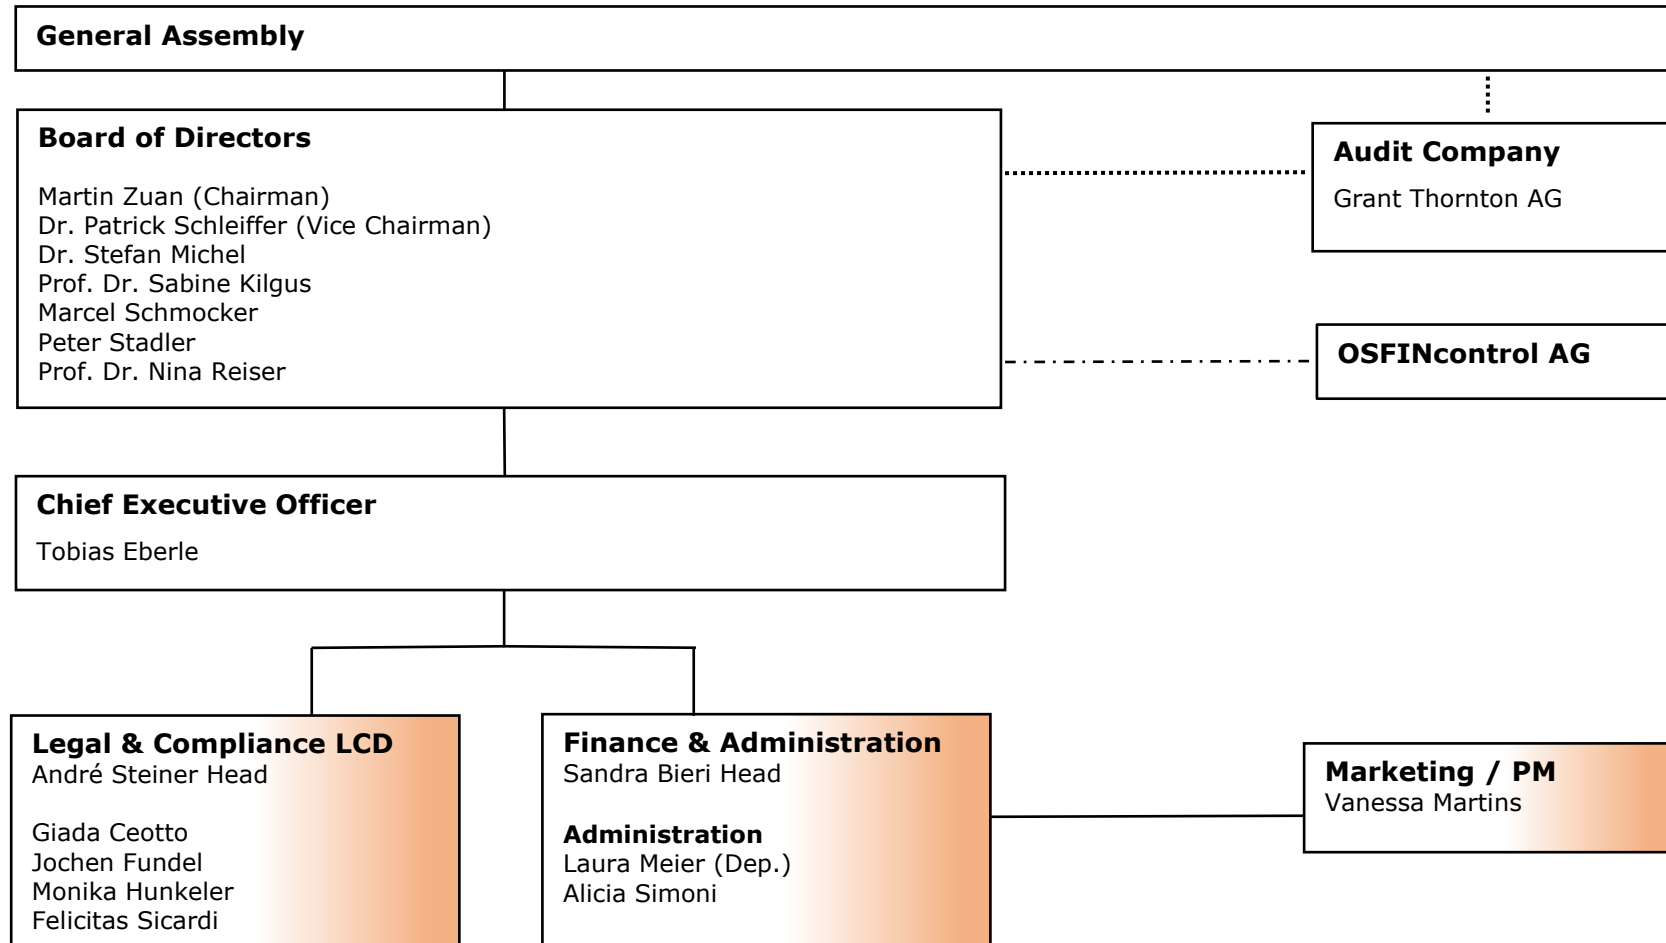 General Assembly
Board of Directors
Martin Zuan (Chairman)
Dr. Patrick Schleiffer (Vice Chairman)
Dr. Stefan Michel
Prof. Dr. Sabine Kilgus
Marcel Schmocker
Peter Stadler
Prof. Dr. Nina Reiser
Audit Company
Grant Thornton AG
OSFINcontrol AG
Chief Executive Officer
Tobias Eberle
Legal & Compliance LCD
André Steiner Head
Giada Ceotto
Jochen Fundel
Monika Hunkeler
Felicitas Sicardi
Finance & Administration
Sandra Bieri Head
Administration
Laura Meier (Dep.)
Alicia Simoni
Marketing / PM
Vanessa Martins